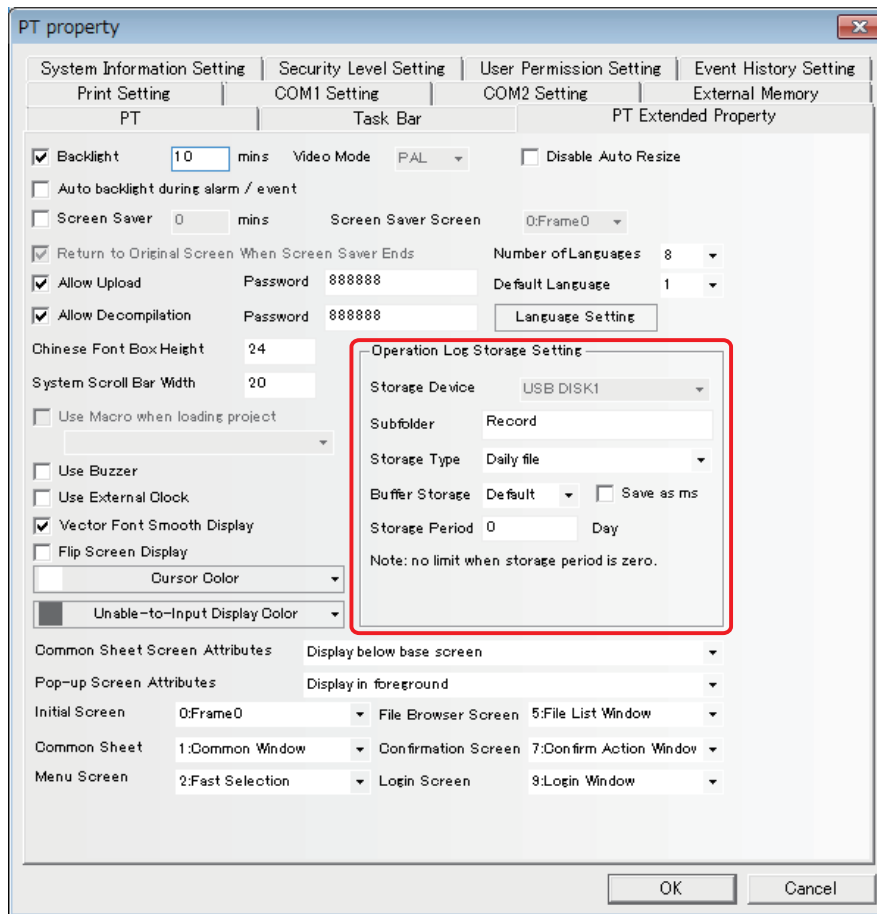 PT property
System Information Setting Security Level Setting User Permission Setting Event History Setting
Print Setting COM1 Setting COM2 Setting External Memory
PT Task Bar PT Extended Property
Backlight 10 mins Video Mode PAL Disable Auto Resize
Auto backlight during alarm / event
Screen Saver 0 mins Screen Saver Screen 0:Frame0
Return to Original Screen When Screen Saver Ends Number of Languages 8
Allow Upload Password 888888 Default Language 1
Allow Decompilation Password 888888 Language Setting
Chinese Font Box Height 24
System Scroll Bar Width 20
Use Macro when loading project
Use Buzzer
Use External Clock
Vector Font Smooth Display
Flip Screen Display
Cursor Color
Unable-to-Input Display Color
Operation Log Storage Setting
Storage Device USB DISK1
Subfolder Record
Storage Type Daily file
Buffer Storage Default Save as ms
Storage Period 0 Day
Note: no limit when storage period is zero.
Common Sheet Screen Attributes Display below base screen
Pop-up Screen Attributes Display in foreground
Initial Screen 0:Frame0 File Browser Screen 5:File List Window
Common Sheet 1:Common Window Confirmation Screen 7:Confirm Action Window
Menu Screen 2:Fast Selection Login Screen 9:Login Window
OK Cancel